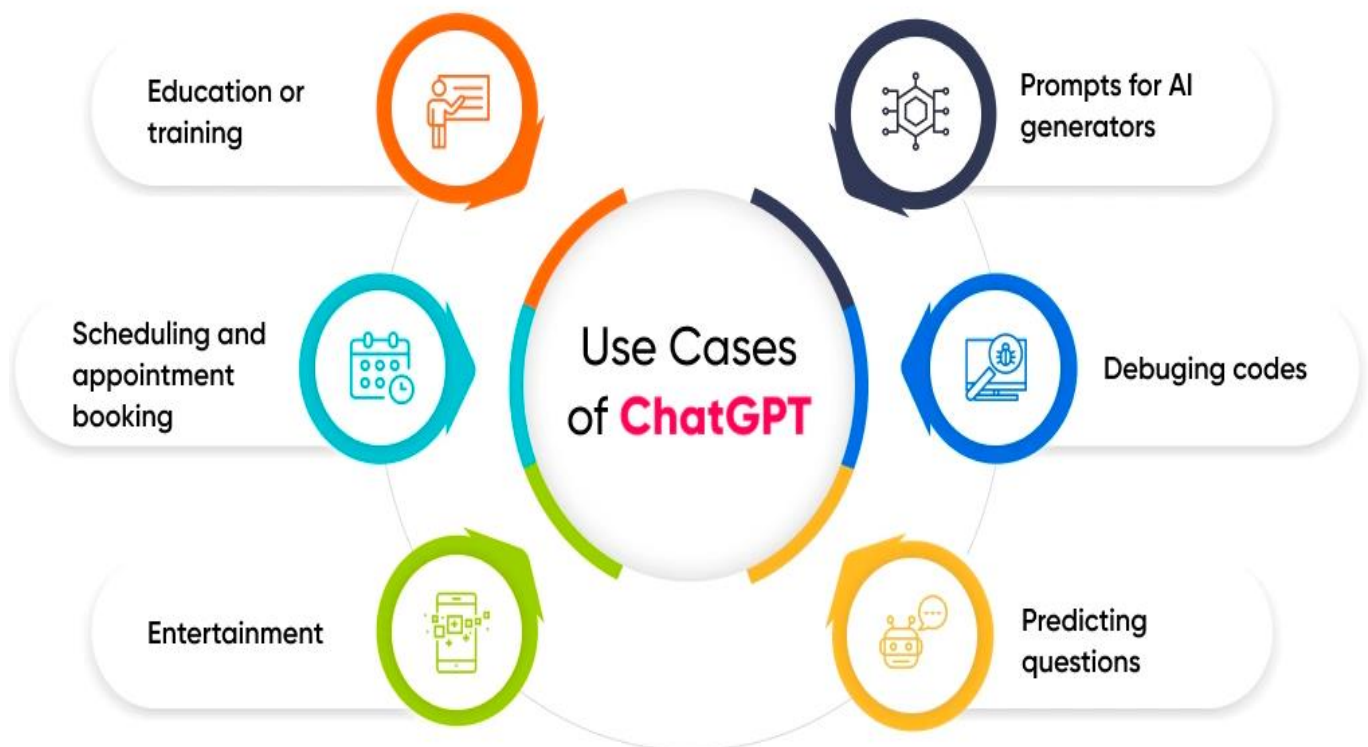 Education or
training
Scheduling and
appointment
booking
Entertainment
Use Cases
of ChatGPT
Prompts for AI
generators
Debuging codes
Predicting
questions